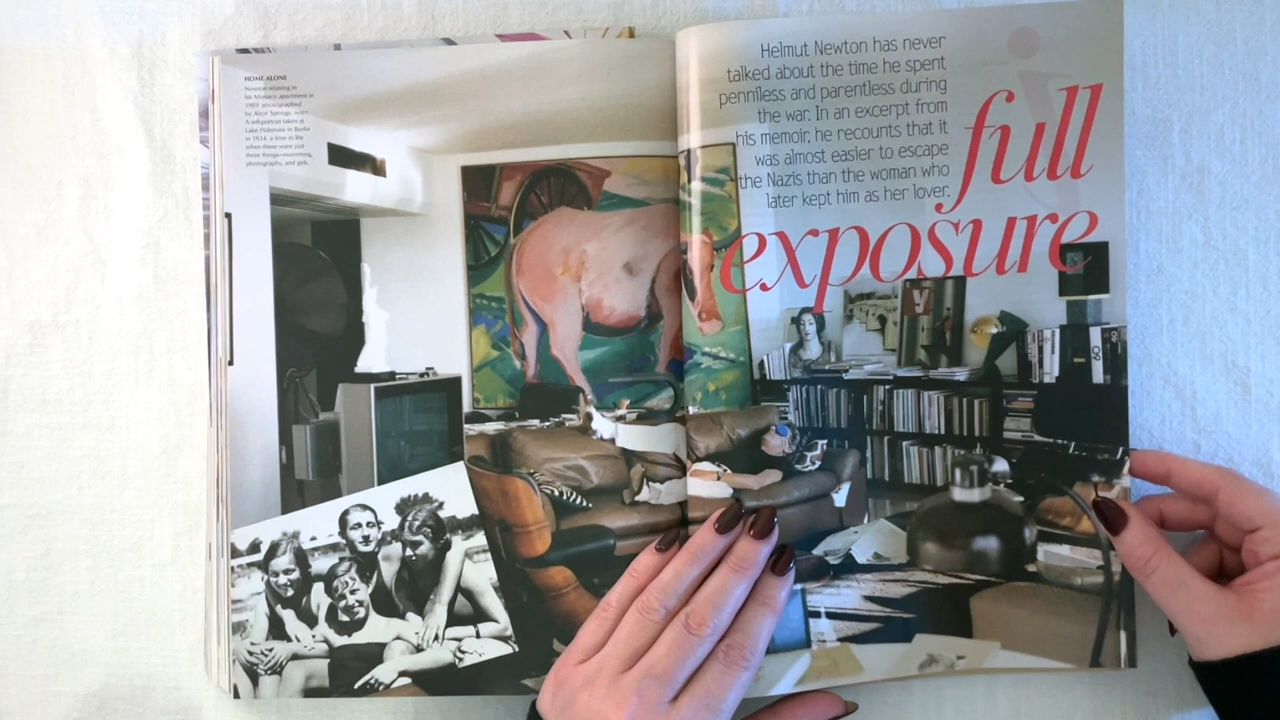 HOME ALONE
Newton relaxing in
his Monaco apartment in
1989, photographed
by Alice Springs.
A self-portrait taken at
Lake Halensee in Berlin
in 1934, a time in life
when there were just
three things—swimming,
photography, and girls.
Helmut Newton has never
talked about the time he spent
penniless and parentless during
the war. In an excerpt from
his memoir, he recounts that it
was almost easier to escape
the Nazis than the woman who
later kept him as her lover.
full
exposure
y